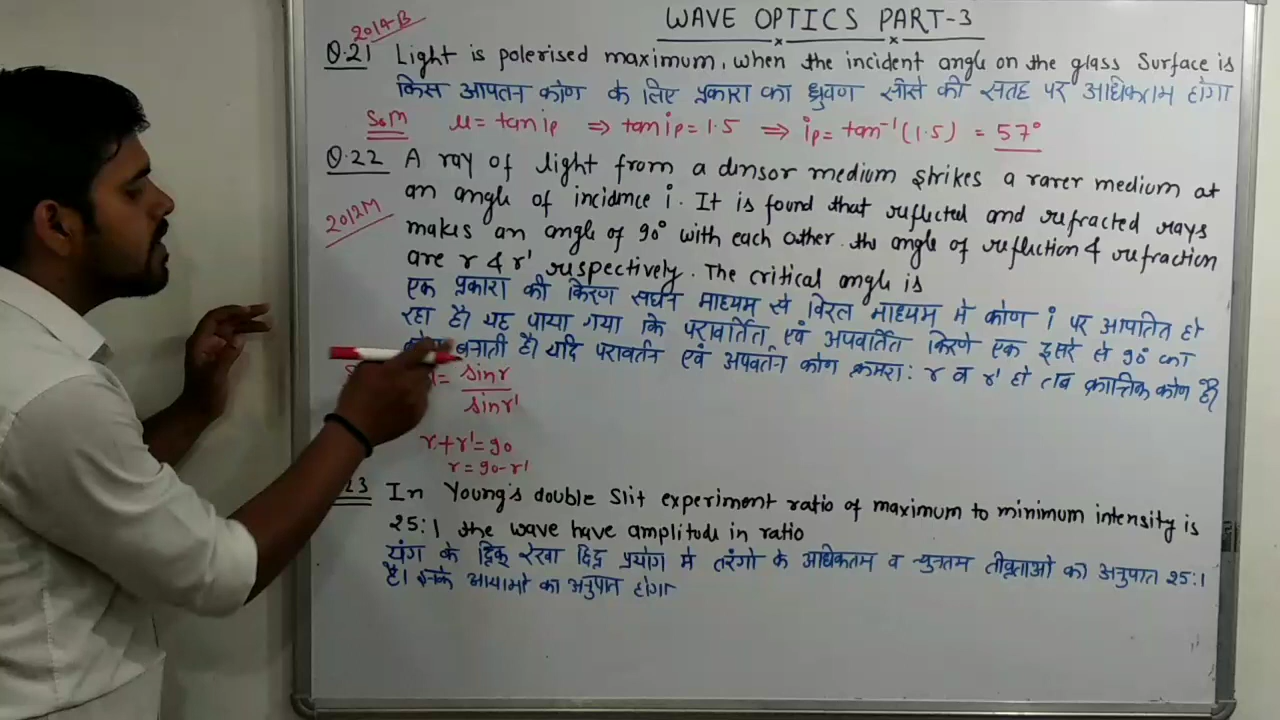 WAVE OPTICS PART-3
2014-B
Q.21 Light is polerised maximum, when the incident angle on the glass Surface is
किस आपतन कोण के लिए प्रकाश का ध्रुवण सीसे की सतह पर अधिकतम होगा
Soln μ = tan ip ⇒ tan ip = 1.5 ⇒ ip = tan⁻¹(1.5) = 57°
Q.22 A ray of light from a densor medium strikes a rarer medium at
2012M
an angle of incidence i. It is found that reflected and refracted rays
makes an angle of 90° with each other. the angle of reflection & refraction
are r & r' respectively. The critical angle is
एक प्रकाश की किरण सघन माध्यम से विरल माध्यम मे कोण i पर आपतित हो
रहा है। यह पाया गया कि परावर्तित एवं अपवर्तित किरणे एक दूसरे से 90° का
बनाती है। यदि परावर्तन एवं अपवर्तन कोण क्रमश: r व r' हो तब क्रान्तिक कोण है
= sinr
sinr'
r+r'=90
r=90-r'
23 In Young's double Slit experiment ratio of maximum to minimum intensity is
25:1 the wave have amplitude in ratio
यंग के द्विक् रेखा छिद्र प्रयोग मे तरंगो के अधिकतम व न्युनतम तीव्रताओ का अनुपात 25:1
है। इनके आयामो का अनुपात होगा